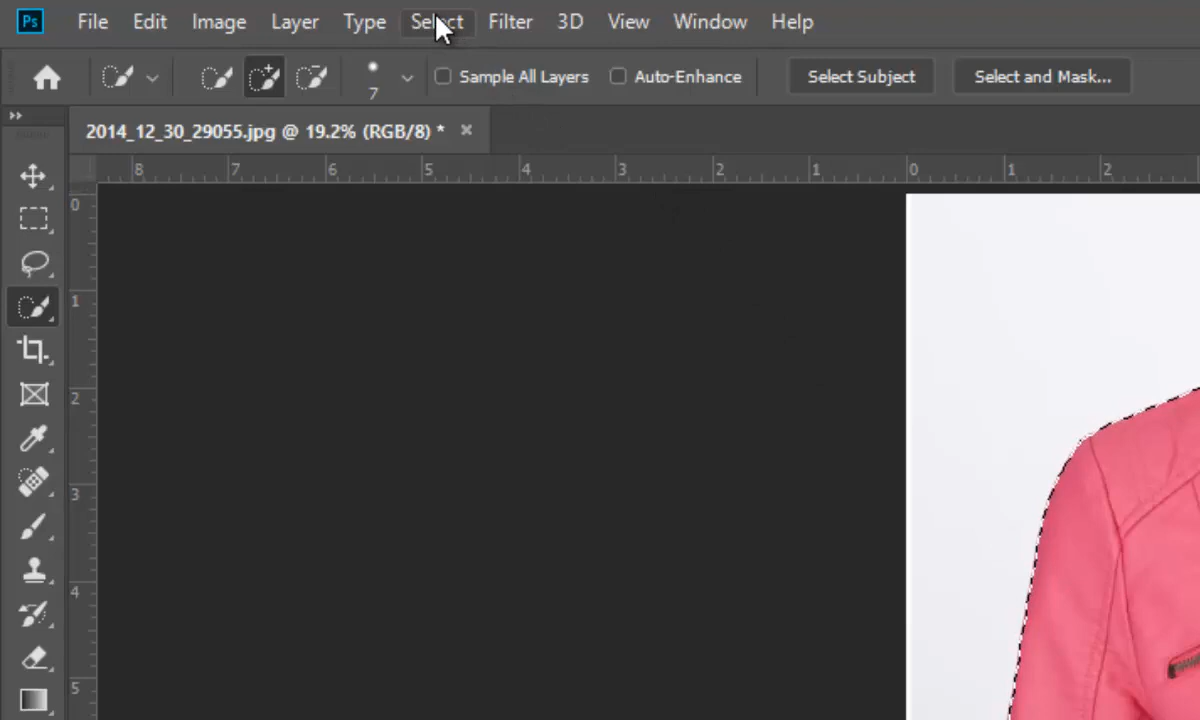 Ps File Edit Image Layer Type Select Filter 3D View Window Help
7 Sample All Layers Auto-Enhance Select Subject Select and Mask...
2014_12_30_29055.jpg @ 19.2% (RGB/8) * ×
8 7 6 5 4 3 2 1 0 1 2
0
1
2
3
4
5